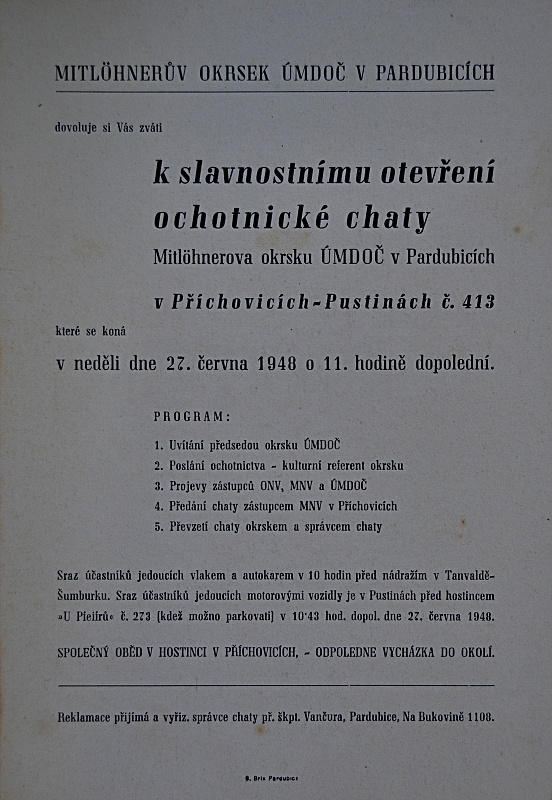 MITLÖHNERŮV OKRSEK ÚMDOČ V PARDUBICÍCH
dovoluje si Vás zváti
k slavnostnímu otevření
ochotnické chaty
Mitlöhnerova okrsku ÚMDOČ v Pardubicích
v Příchovicích-Pustinách č. 413
které se koná
v neděli dne 27. června 1948 o 11. hodině dopolední.
PROGRAM:
1. Uvítání předsedou okrsku ÚMDOČ
2. Poslání ochotnictva - kulturní referent okrsku
3. Projevy zástupců ONV, MNV a ÚMDOČ
4. Předání chaty zástupcem MNV v Příchovicích
5. Převzetí chaty okrskem a správcem chaty
Sraz účastníků jedoucích vlakem a autokarem v 10 hodin před nádražím v Tanvaldě-
Šumburku. Sraz účastníků jedoucích motorovými vozidly je v Pustinách před hostincem
»U Pfeifrů« č. 273 (kdež možno parkovati) v 10·43 hod. dopol. dne 27. června 1948.
SPOLEČNÝ OBĚD V HOSTINCI V PŘÍCHOVICÍCH, - ODPOLEDNE VYCHÁZKA DO OKOLÍ.
Reklamace přijímá a vyřiz. správce chaty př. škpt. Vančura, Pardubice, Na Bukovině 1108.
B. Brix Pardubice